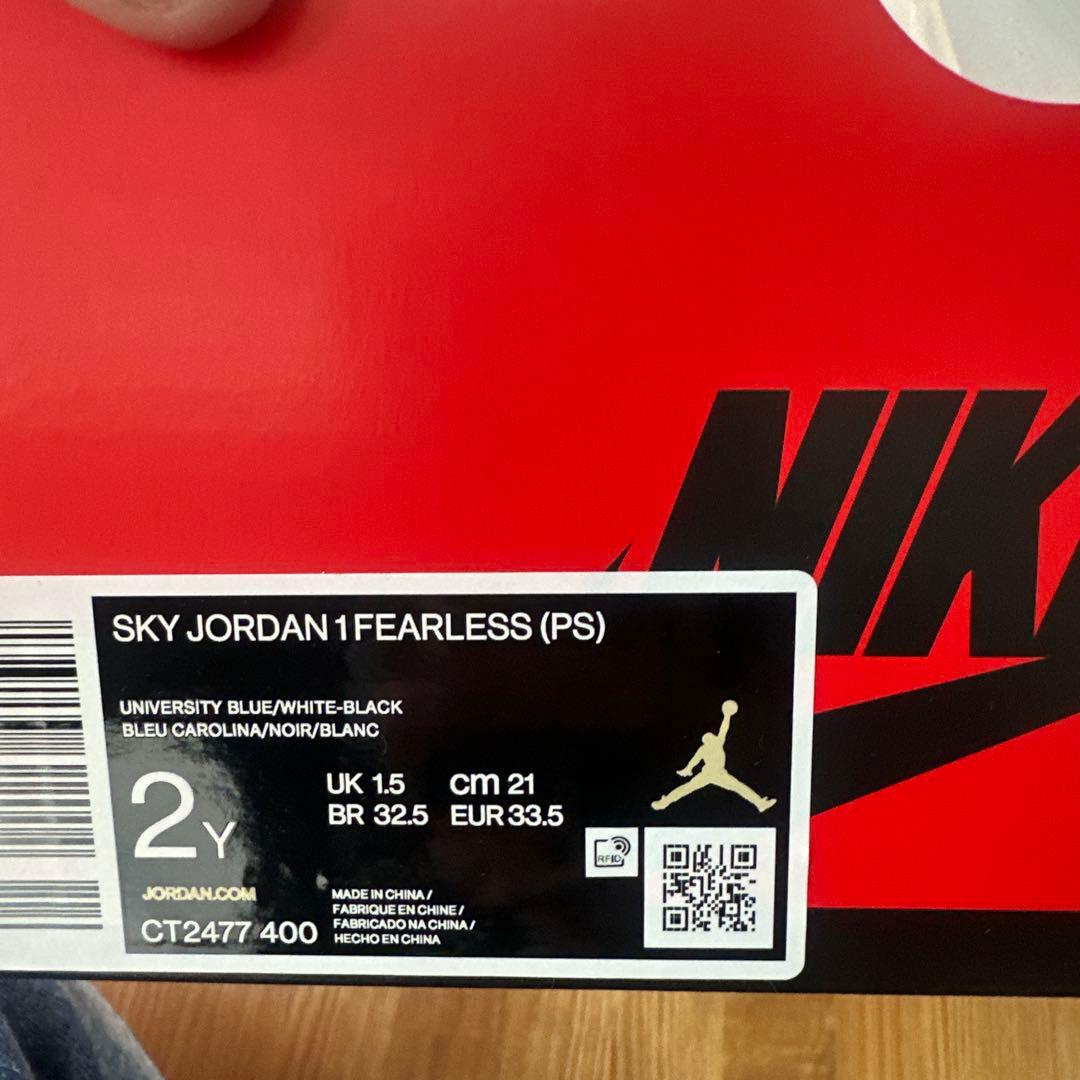 NIK
SKY JORDAN 1 FEARLESS (PS)
UNIVERSITY BLUE/WHITE-BLACK
BLEU CAROLINA/NOIR/BLANC
2Y
UK 1.5 cm 21
BR 32.5 EUR 33.5
RFID
JORDAN.COM
CT2477 400
MADE IN CHINA /
FABRIQUE EN CHINE /
FABRICADO NA CHINA /
HECHO EN CHINA